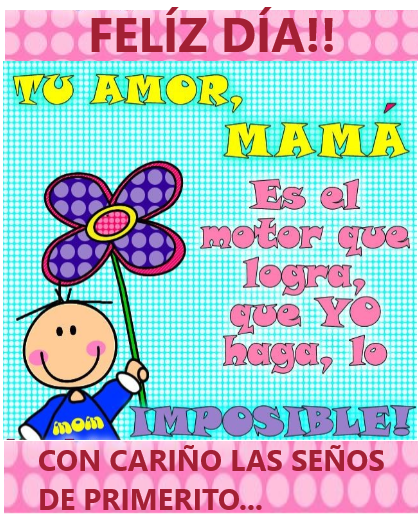 FELÍZ DÍA!!
TU AMOR,
MAMÁ
Es el
motor que
logra,
que YO
haga, lo
inoin
IMPOSIBLE!
CON CARIÑO LAS SEÑOS
DE PRIMERITO...